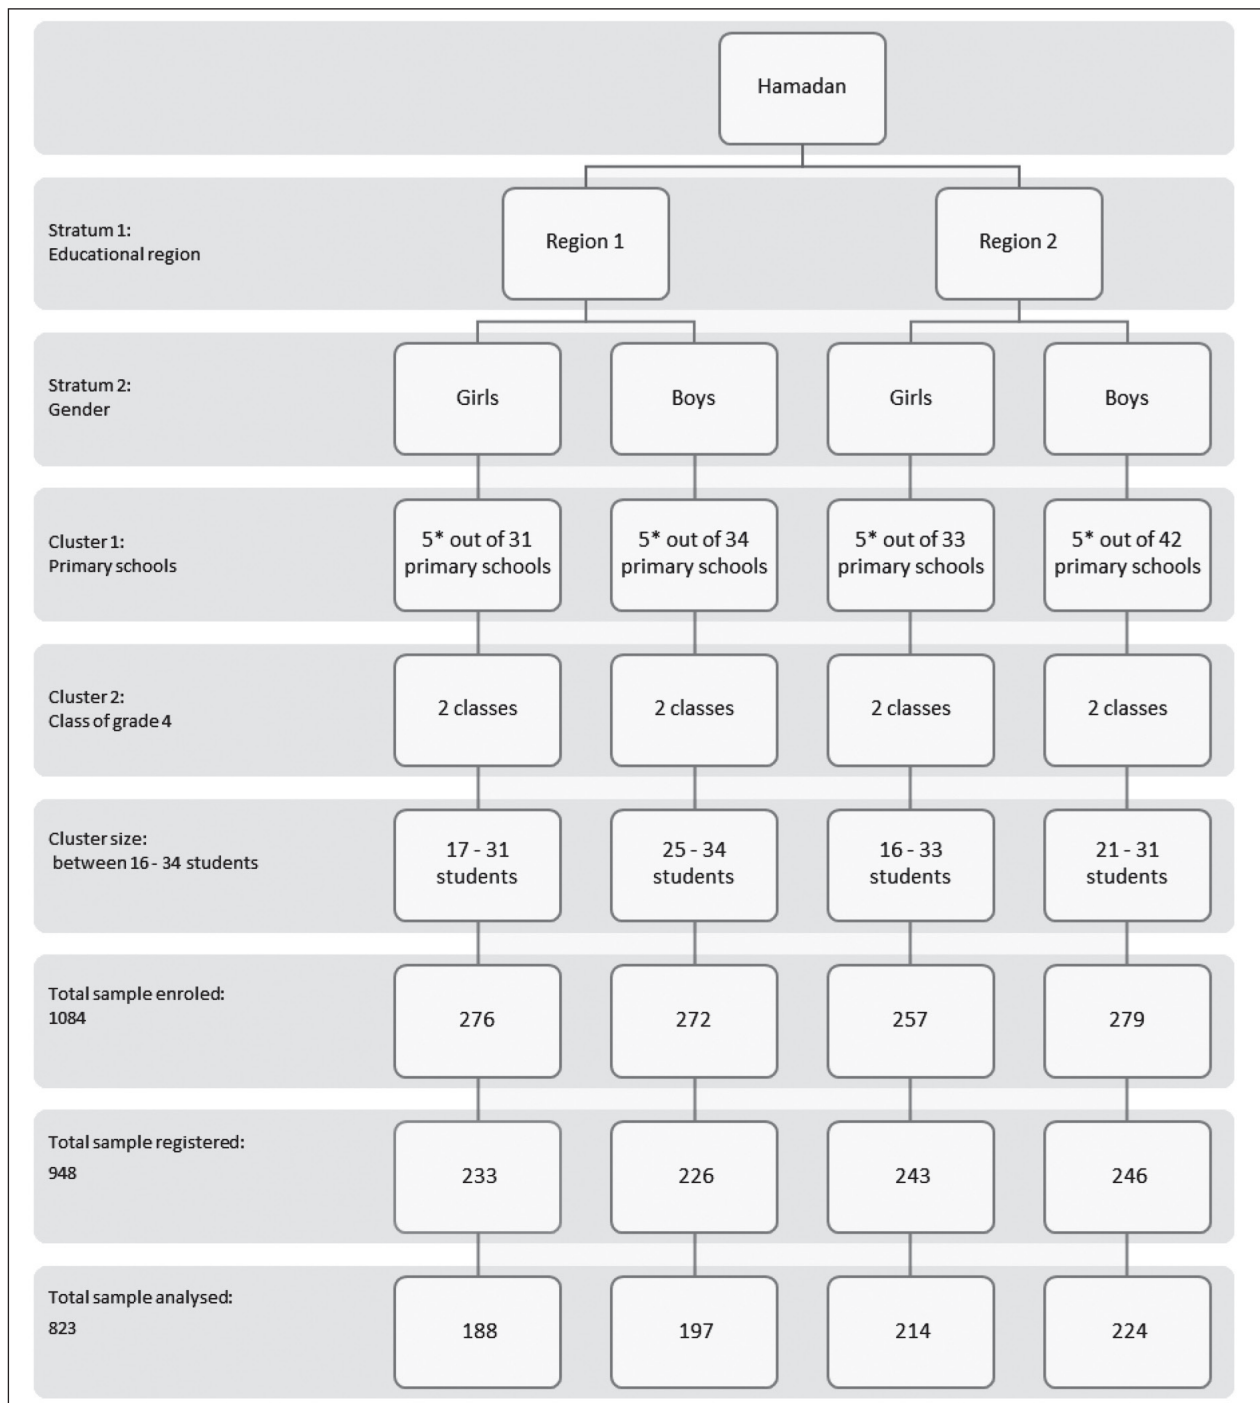 Hamadan
Stratum 1:
Educational region
Region 1
Region 2
Stratum 2:
Gender
Girls
Boys
Girls
Boys
Cluster 1:
Primary schools
5* out of 31
primary schools
5* out of 34
primary schools
5* out of 33
primary schools
5* out of 42
primary schools
Cluster 2:
Class of grade 4
2 classes
2 classes
2 classes
2 classes
Cluster size:
between 16 - 34 students
17 - 31
students
25 - 34
students
16 - 33
students
21 - 31
students
Total sample enroled:
1084
276
272
257
279
Total sample registered:
948
233
226
243
246
Total sample analysed:
823
188
197
214
224